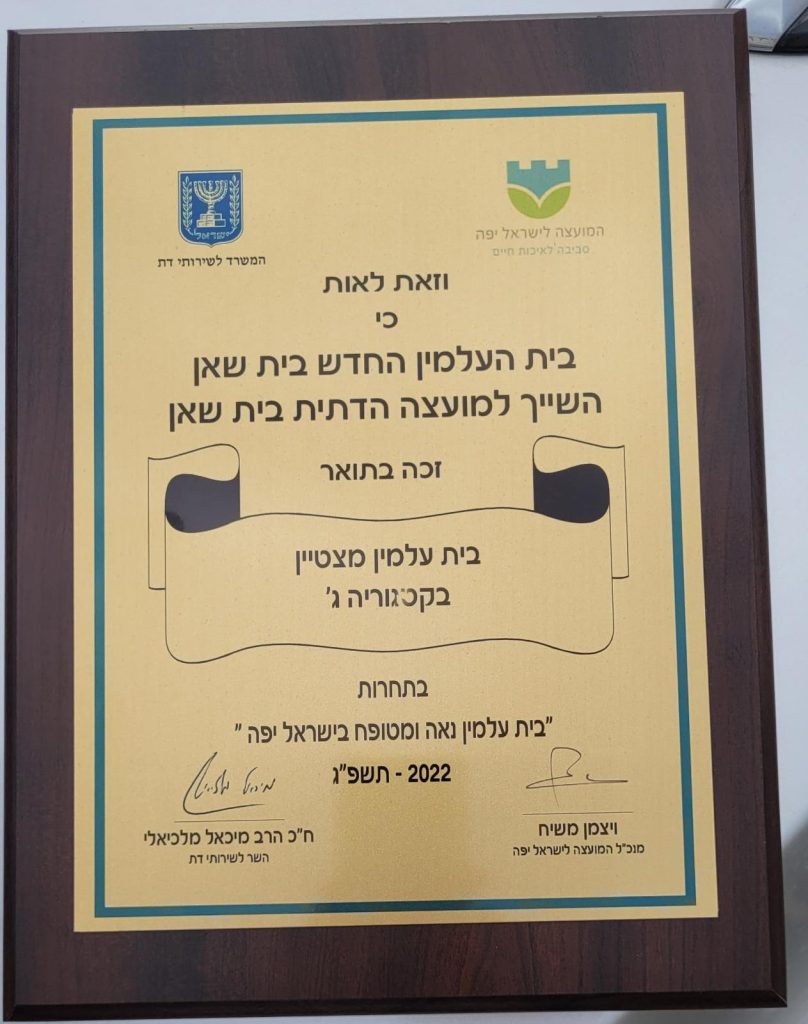 המשרד לשירותי דת
המועצה לישראל יפה
סביבה לאיכות חיים
וזאת לאות
כי
בית העלמין החדש בית שאן
השייך למועצה הדתית בית שאן
זכה בתואר
בית עלמין מצטיין
בקטגוריה ג'
בתחרות
"בית עלמין נאה ומטופח בישראל יפה"
2022 - תשפ"ג
ויצמן משיח
מנכ"ל המועצה לישראל יפה
ח"כ הרב מיכאל מלכיאלי
השר לשירותי דת